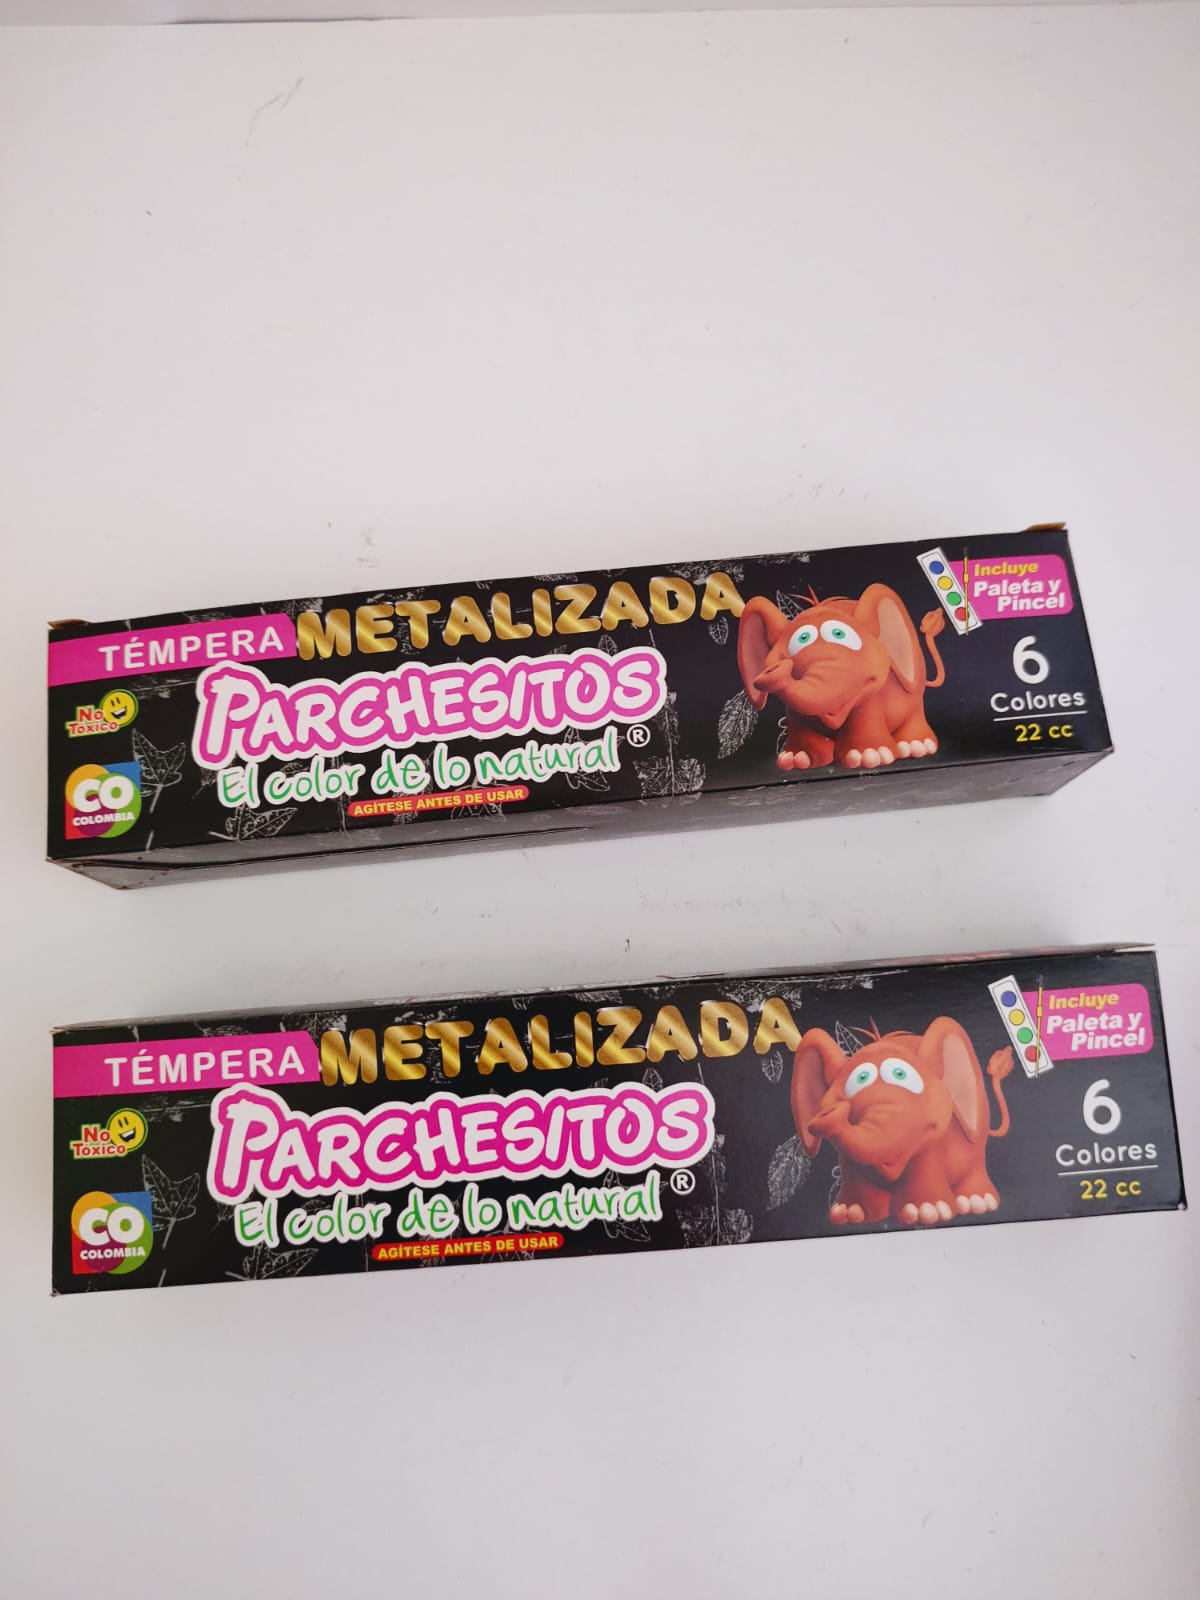 TÉMPERA METALIZADA
Incluye
Paleta y
Pincel
No
Tóxico
PARCHESITOS
El color de lo natural ®
AGÍTESE ANTES DE USAR
CO
COLOMBIA
6
Colores
22 cc
TÉMPERA METALIZADA
Incluye
Paleta y
Pincel
No
Tóxico
PARCHESITOS
El color de lo natural ®
AGÍTESE ANTES DE USAR
CO
COLOMBIA
6
Colores
22 cc